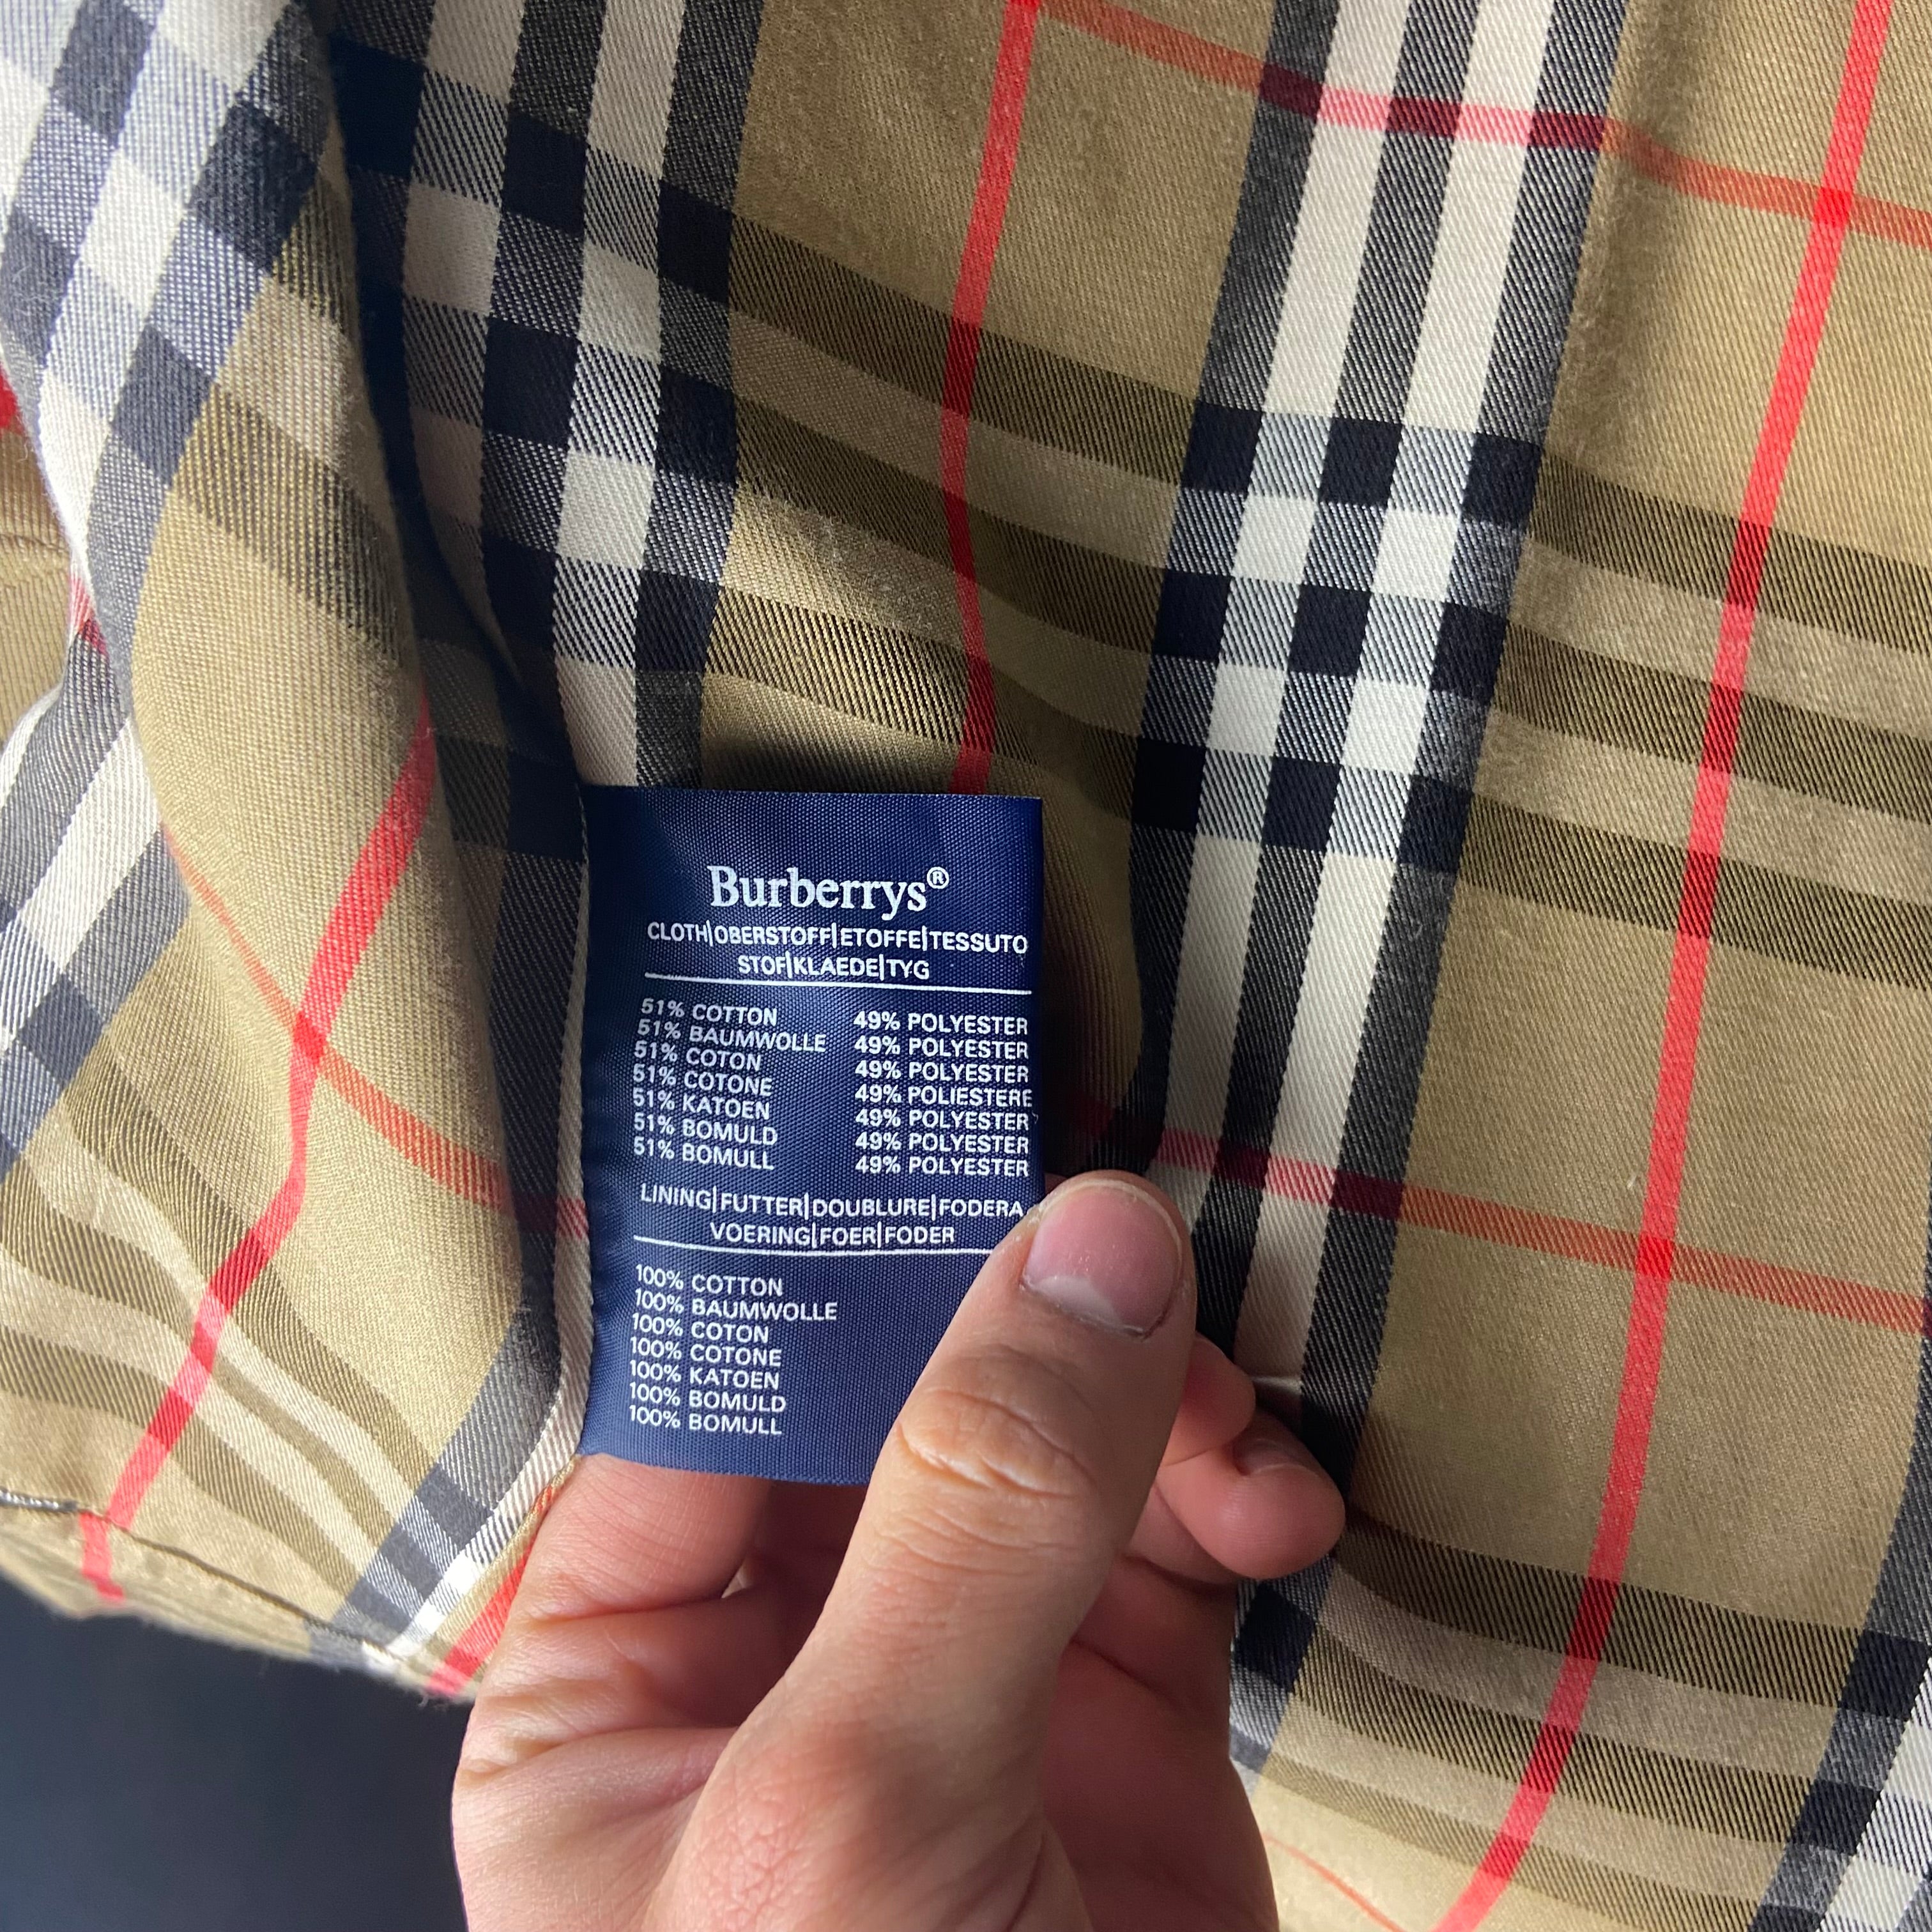 Burberrys®
CLOTH|OBERSTOFF|ETOFFE|TESSUTO
STOF|KLAEDE|TYG
51% COTTON 49% POLYESTER
51% BAUMWOLLE 49% POLYESTER
51% COTON 49% POLYESTER
51% COTONE 49% POLIESTERE
51% KATOEN 49% POLYESTER
51% BOMULD 49% POLYESTER
51% BOMULL 49% POLYESTER
LINING|FUTTER|DOUBLURE|FODERA
VOERING|FOER|FODER
100% COTTON
100% BAUMWOLLE
100% COTON
100% COTONE
100% KATOEN
100% BOMULD
100% BOMULL